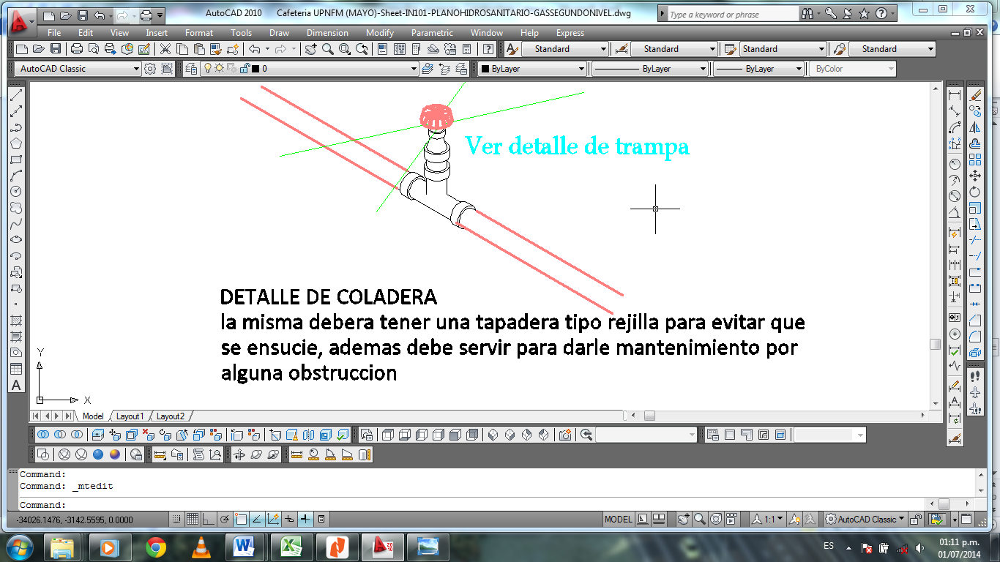 AutoCAD 2010 Cafeteria UPNFM (MAYO)-Sheet-IN101-PLANOHIDROSANITARIO-GASSEGUNDONIVEL.dwg
Type a keyword or phrase
File Edit View Insert Format Tools Draw Dimension Modify Parametric Window Help Express
Standard Standard Standard Standard
AutoCAD Classic 0 ByLayer ByLayer ByLayer ByColor
Ver detalle de trampa
DETALLE DE COLADERA
la misma debera tener una tapadera tipo rejilla para evitar que
se ensucie, ademas debe servir para darle mantenimiento por
alguna obstruccion
Y
X
Model Layout1 Layout2
Command:
Command: _mtedit
Command:
-34026.1476, -3142.5595, 0.0000 MODEL 1:1 AutoCAD Classic
ES
01:11 p.m.
01/07/2014